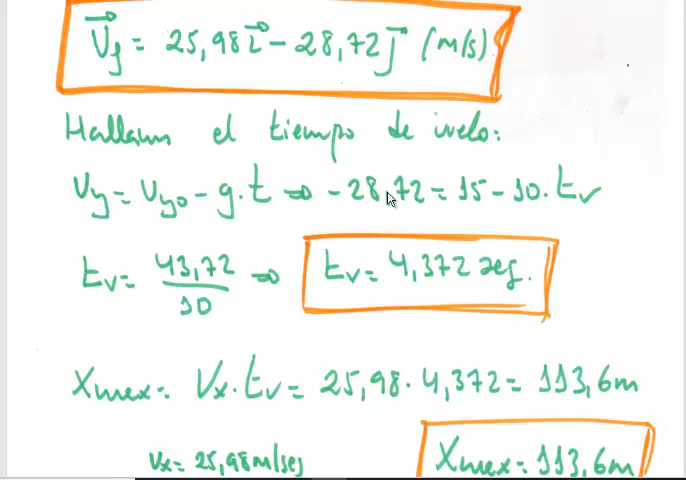 V⃗f = 25,98 i⃗ - 28,72 j⃗ (m/s)
Hallamos el tiempo de vuelo:
Vy = Vyo - g.t ⇒ -28,72 = 15 - 10.tv
tv = 43,72/10 ⇒ tv = 4,372 seg.
Xmax = Vx.tv = 25,98.4,372 = 113,6m
Vx = 25,98 m/seg
Xmax = 113,6m